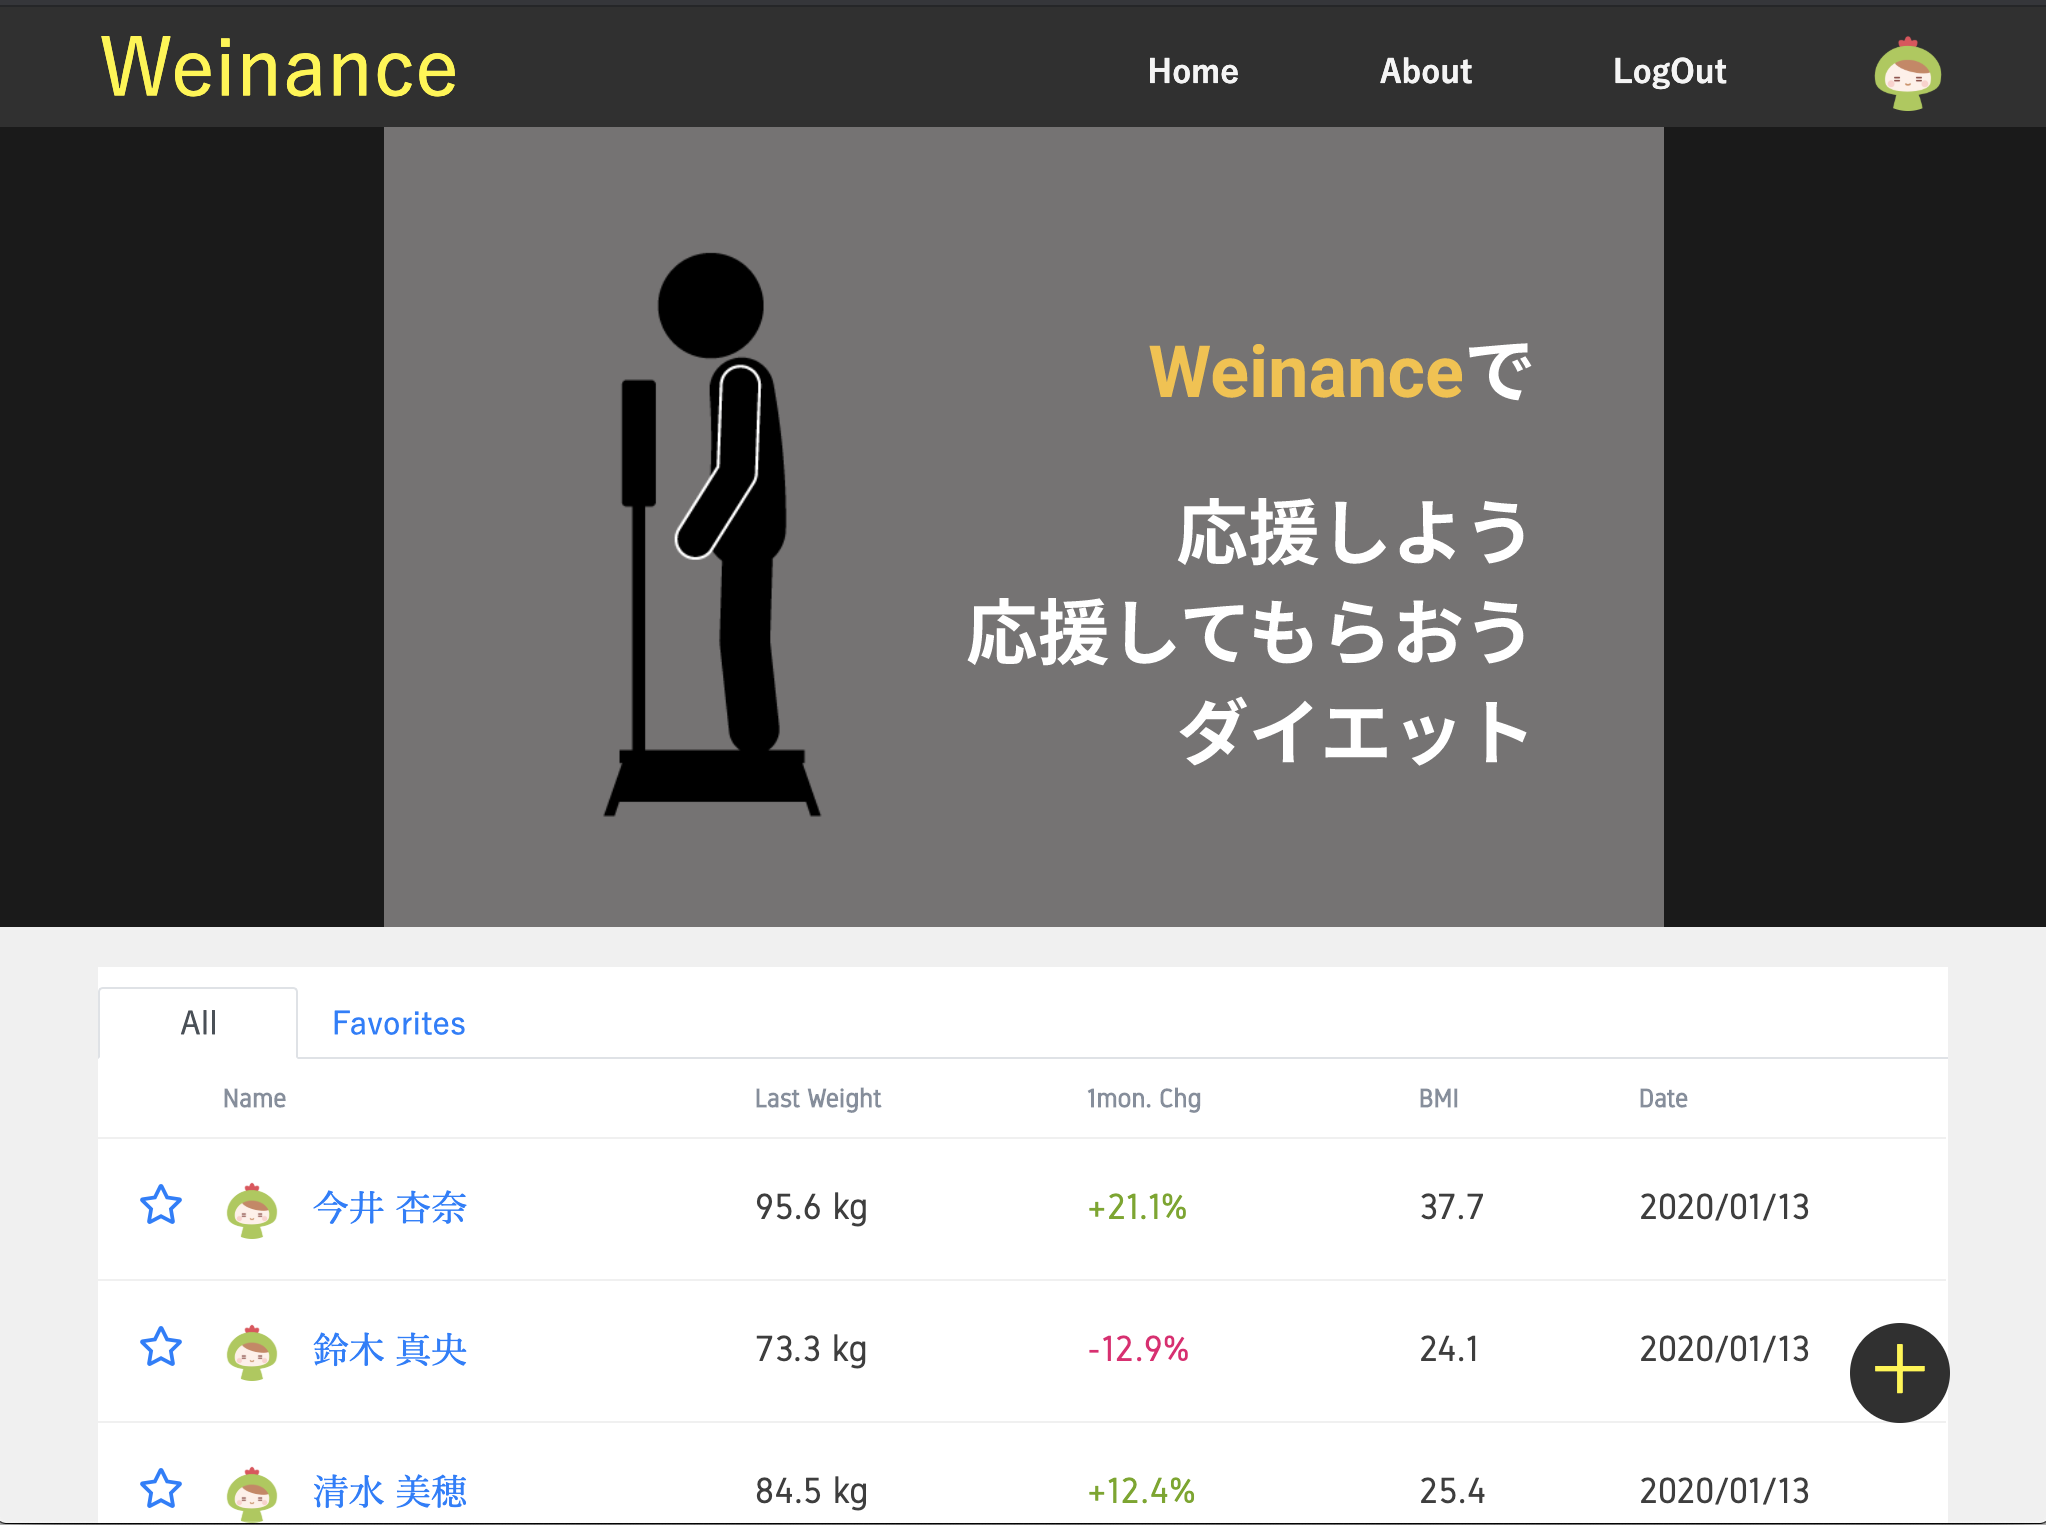 Weinance
Home About LogOut
Weinanceで
応援しよう
応援してもらおう
ダイエット
All Favorites
Name Last Weight 1mon. Chg BMI Date
今井 杏奈 95.6 kg +21.1% 37.7 2020/01/13
鈴木 真央 73.3 kg -12.9% 24.1 2020/01/13
清水 美穂 84.5 kg +12.4% 25.4 2020/01/13